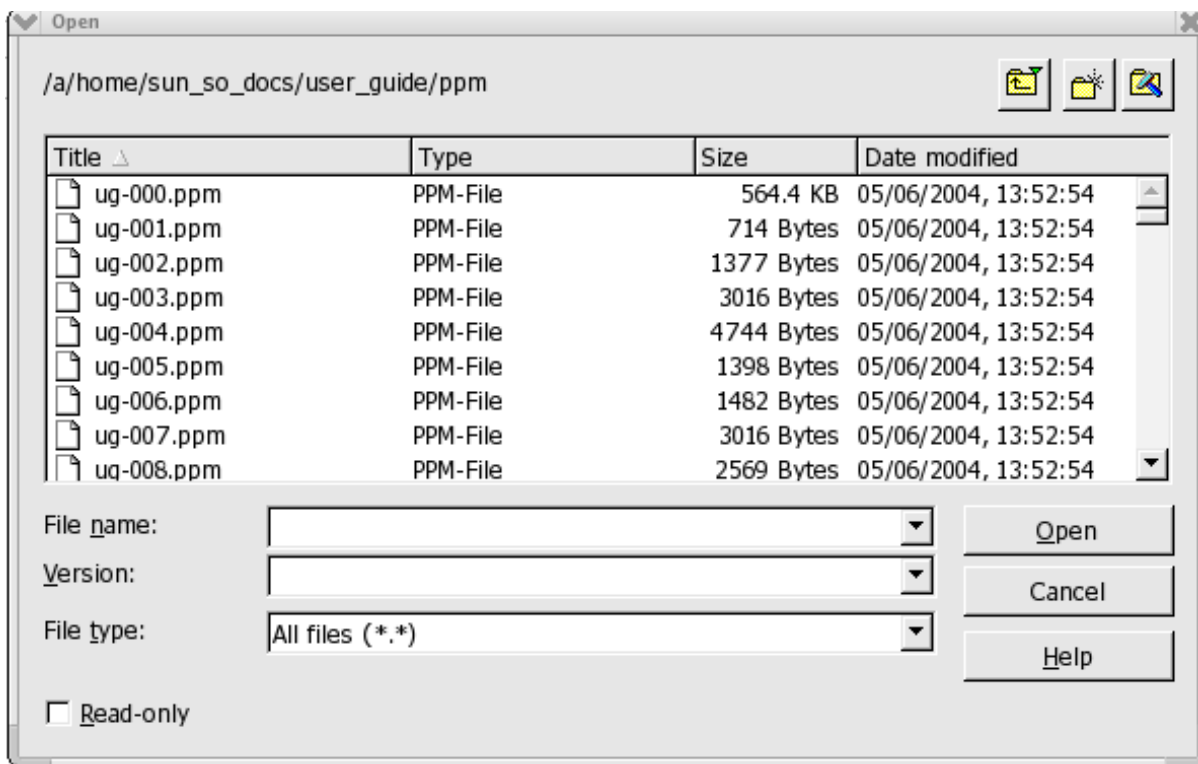 Open
/a/home/sun_so_docs/user_guide/ppm
Title Type Size Date modified
ug-000.ppm PPM-File 564.4 KB 05/06/2004, 13:52:54
ug-001.ppm PPM-File 714 Bytes 05/06/2004, 13:52:54
ug-002.ppm PPM-File 1377 Bytes 05/06/2004, 13:52:54
ug-003.ppm PPM-File 3016 Bytes 05/06/2004, 13:52:54
ug-004.ppm PPM-File 4744 Bytes 05/06/2004, 13:52:54
ug-005.ppm PPM-File 1398 Bytes 05/06/2004, 13:52:54
ug-006.ppm PPM-File 1482 Bytes 05/06/2004, 13:52:54
ug-007.ppm PPM-File 3016 Bytes 05/06/2004, 13:52:54
ug-008.ppm PPM-File 2569 Bytes 05/06/2004, 13:52:54
File name: Open
Version: Cancel
File type: All files (*.*) Help
Read-only